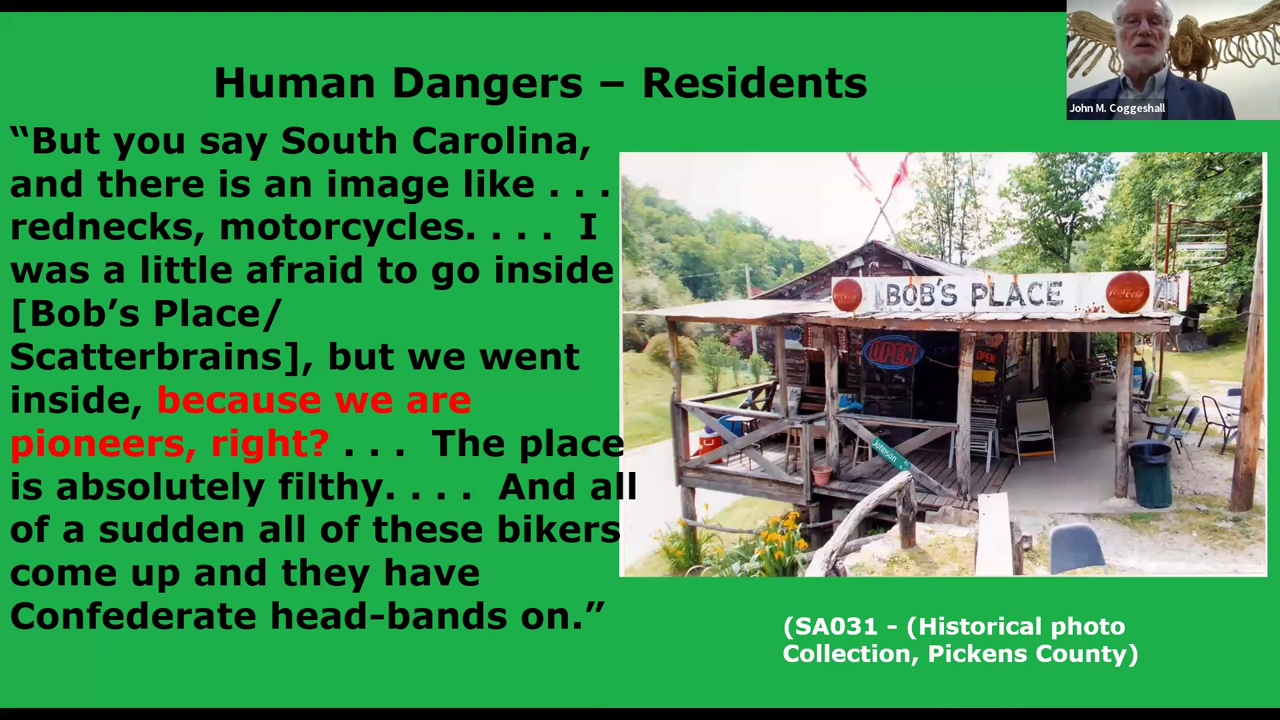 Human Dangers – Residents
John M. Coggeshall
“But you say South Carolina,
and there is an image like . . .
rednecks, motorcycles. . . . I
was a little afraid to go inside
[Bob’s Place/
Scatterbrains], but we went
inside, because we are
pioneers, right? . . . The place
is absolutely filthy. . . . And all
of a sudden all of these bikers
come up and they have
Confederate head-bands on.”
BOB'S PLACE
OPEN
OPEN
Johnson
(SA031 - (Historical photo
Collection, Pickens County)